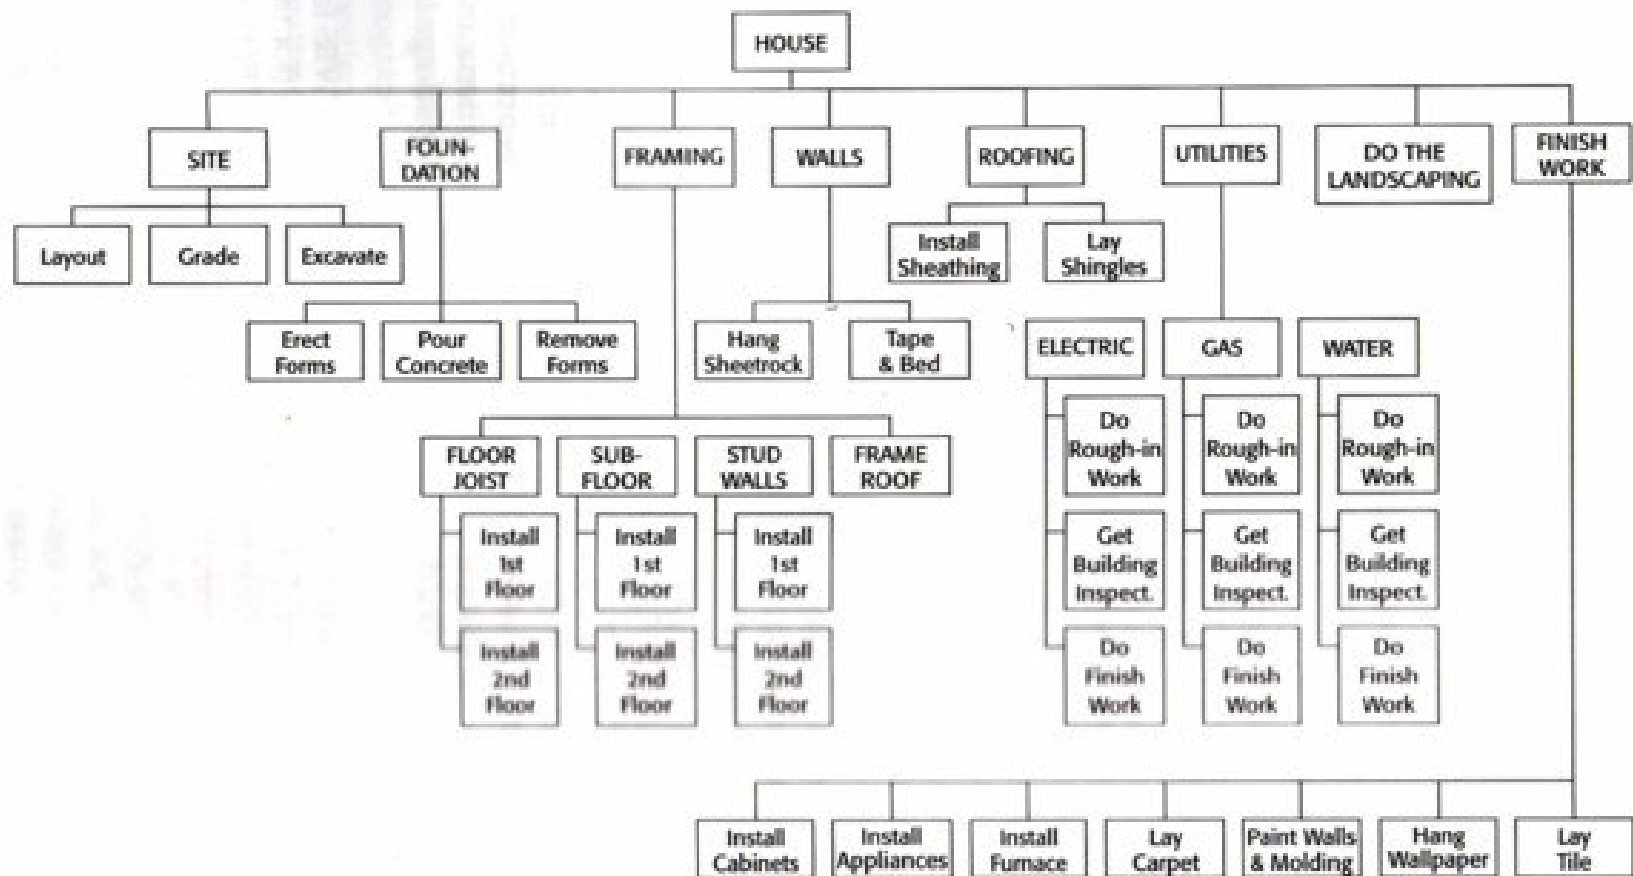 HOUSE
SITE
FOUN-
DATION
FRAMING
WALLS
ROOFING
UTILITIES
DO THE
LANDSCAPING
FINISH
WORK
Layout
Grade
Excavate
Install
Sheathing
Lay
Shingles
Erect
Forms
Pour
Concrete
Remove
Forms
Hang
Sheetrock
Tape
& Bed
ELECTRIC
GAS
WATER
Do
Rough-in
Work
Do
Rough-in
Work
Do
Rough-in
Work
FLOOR
JOIST
SUB-
FLOOR
STUD
WALLS
FRAME
ROOF
Install
1st
Floor
Install
1st
Floor
Install
1st
Floor
Get
Building
Inspect.
Get
Building
Inspect.
Get
Building
Inspect.
Install
2nd
Floor
Install
2nd
Floor
Install
2nd
Floor
Do
Finish
Work
Do
Finish
Work
Do
Finish
Work
Install
Cabinets
Install
Appliances
Install
Furnace
Lay
Carpet
Paint Walls
& Molding
Hang
Wallpaper
Lay
Tile